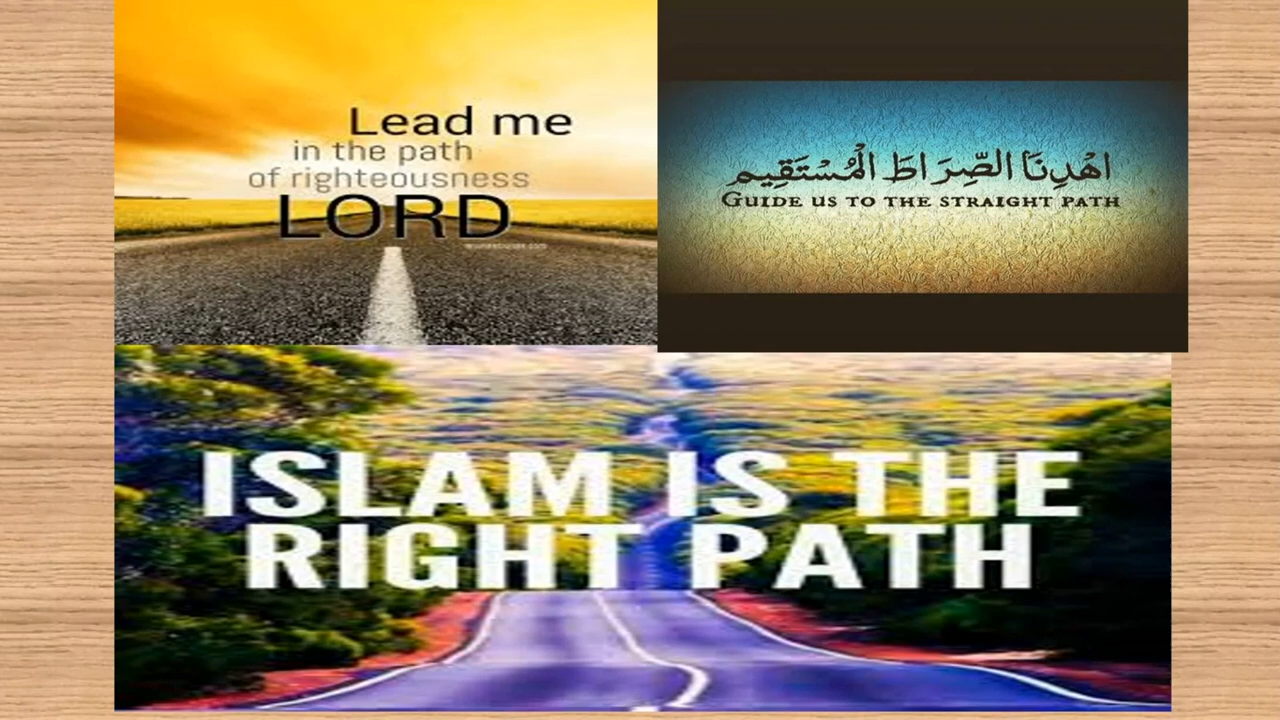 Lead me
in the path
of righteousness
LORD
اهْدِنَا الصِّرَاطَ الْمُسْتَقِيم
GUIDE US TO THE STRAIGHT PATH
ISLAM IS THE
RIGHT PATH